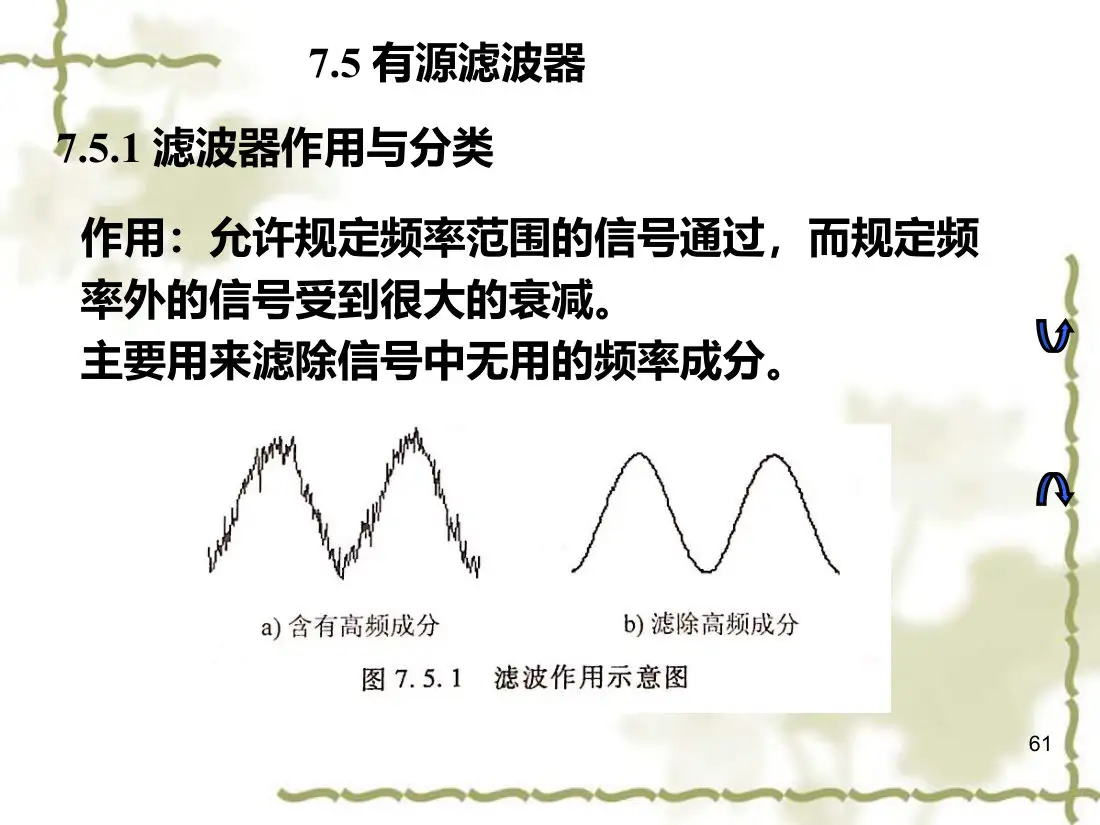 7.5 有源滤波器
7.5.1 滤波器作用与分类
作用：允许规定频率范围的信号通过，而规定频
率外的信号受到很大的衰减。
主要用来滤除信号中无用的频率成分。
a) 含有高频成分
b) 滤除高频成分
图 7.5.1 滤波作用示意图
61